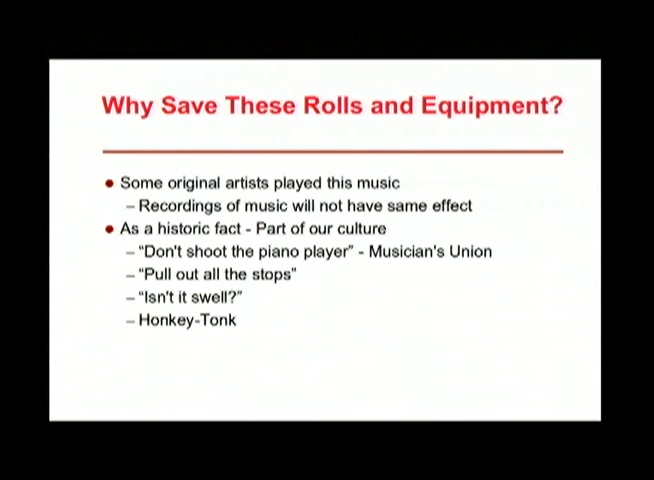 Why Save These Rolls and Equipment?
● Some original artists played this music
– Recordings of music will not have same effect
● As a historic fact - Part of our culture
– "Don't shoot the piano player" - Musician's Union
– "Pull out all the stops"
– "Isn't it swell?"
– Honkey-Tonk